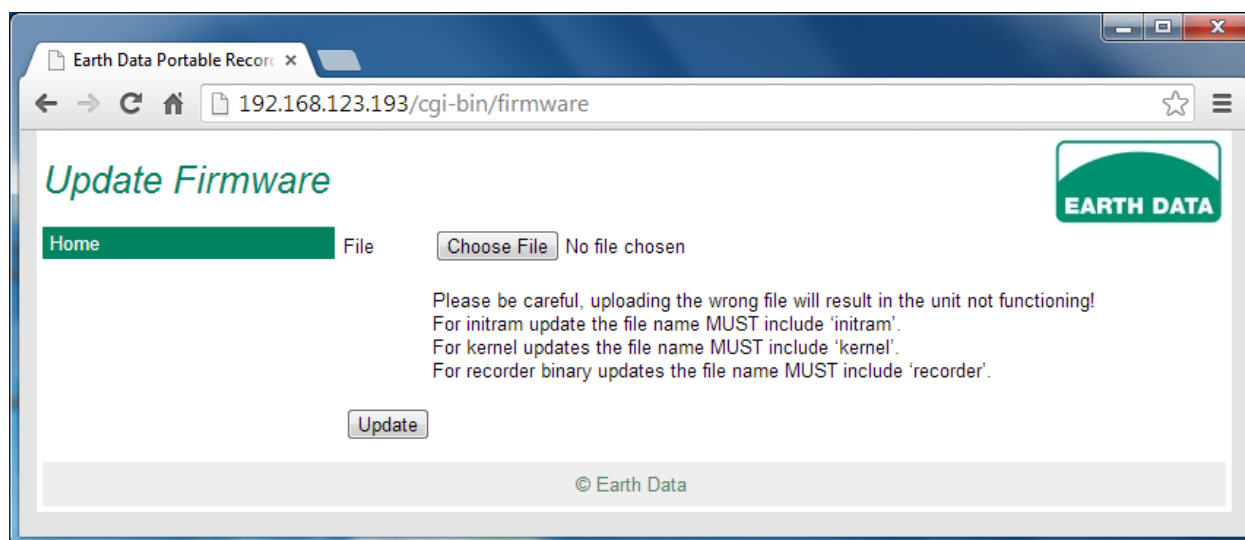 Earth Data Portable Recor
192.168.123.193/cgi-bin/firmware
Update Firmware
EARTH DATA
Home
File
Choose File No file chosen
Please be careful, uploading the wrong file will result in the unit not functioning!
For initram update the file name MUST include ‘initram’.
For kernel updates the file name MUST include ‘kernel’.
For recorder binary updates the file name MUST include ‘recorder’.
Update
© Earth Data